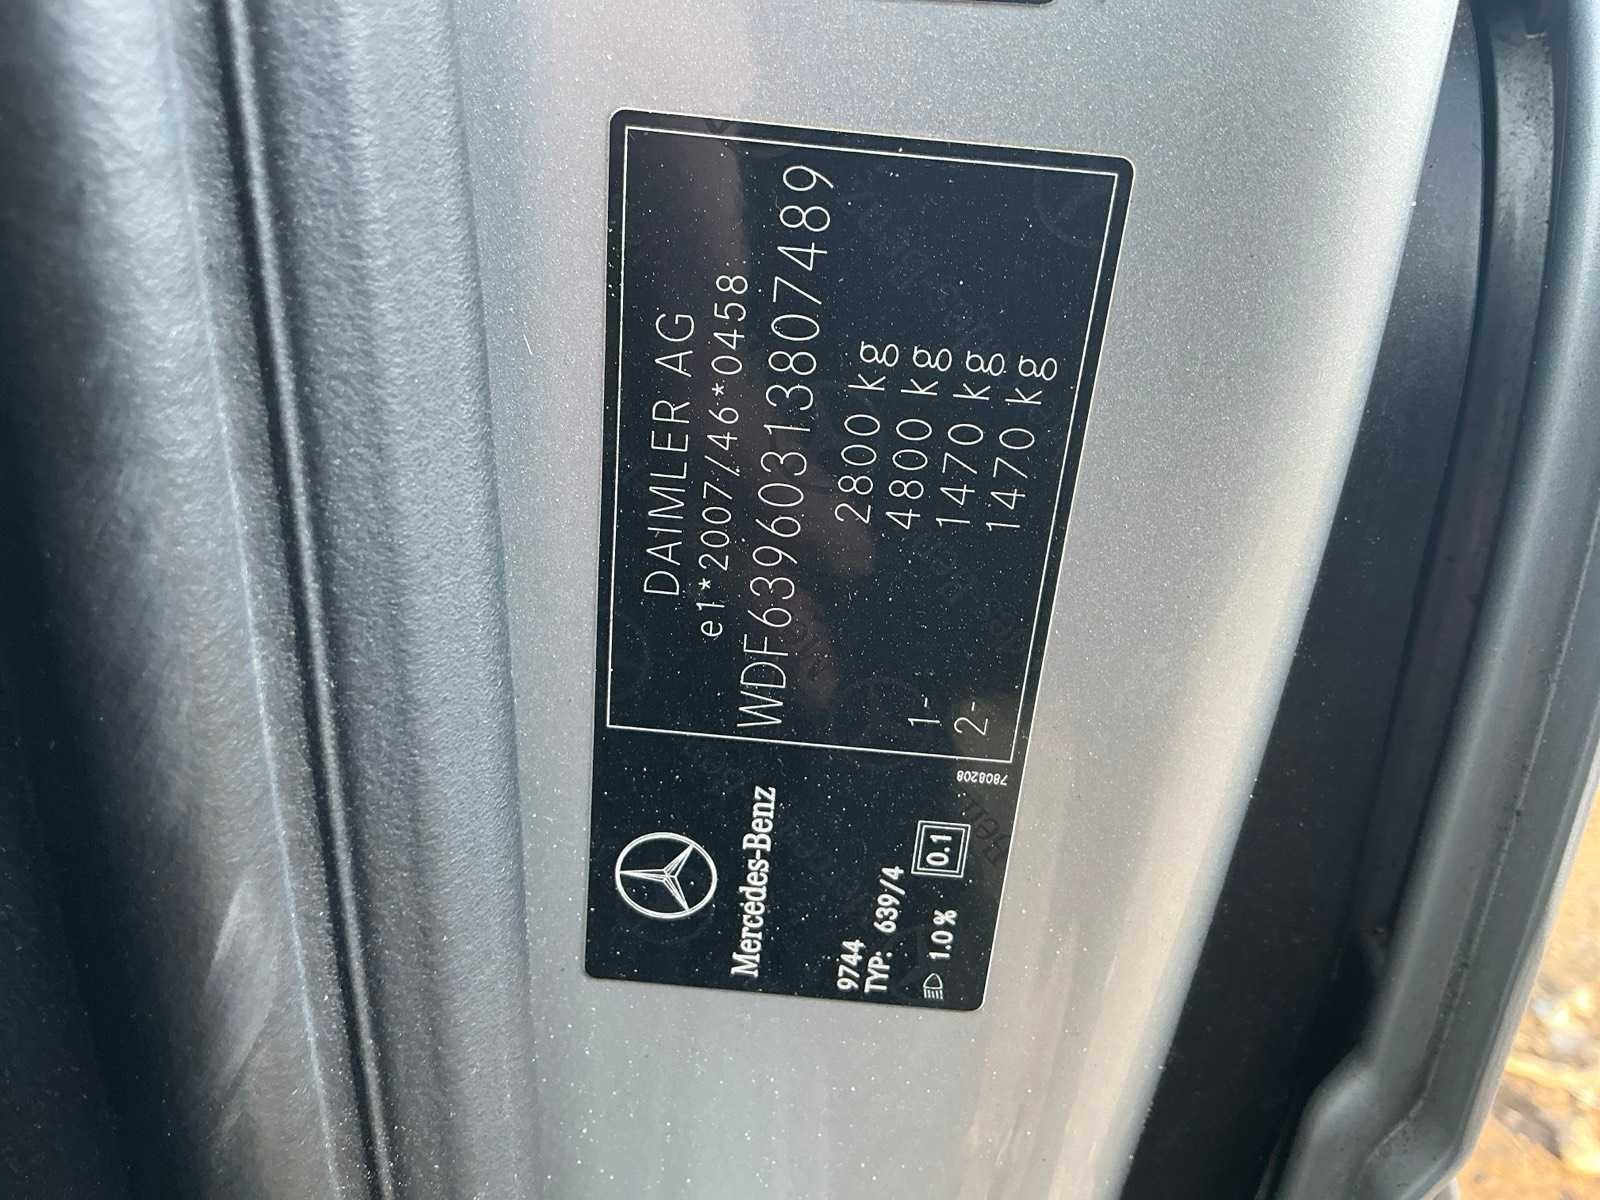 DAIMLER AG
e1*2007/46*0458
WDF63960313807489
2800 kg
4800 kg
1- 1470 kg
2- 1470 kg
7808208
Mercedes-Benz
9744
TYP: 639/4
1.0% 0.1